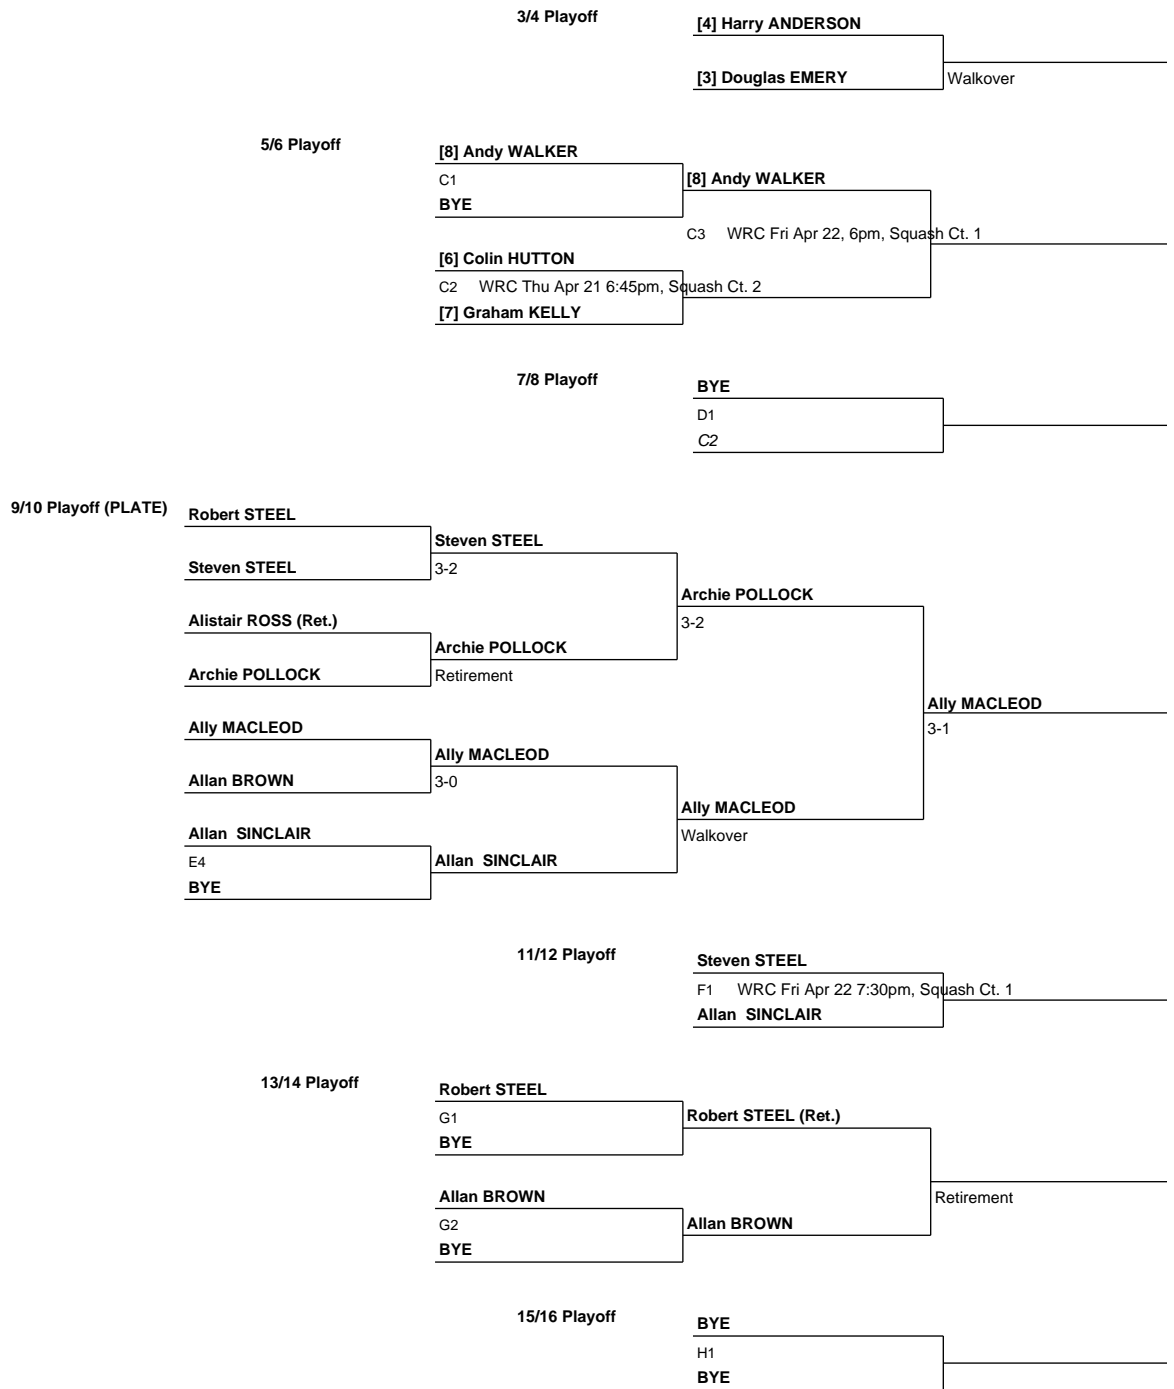 3/4 Playoff
[4] Harry ANDERSON
[3] Douglas EMERY
Walkover
5/6 Playoff
[8] Andy WALKER
C1
BYE
[8] Andy WALKER
C3 WRC Fri Apr 22, 6pm, Squash Ct. 1
[6] Colin HUTTON
C2 WRC Thu Apr 21 6:45pm, Squash Ct. 2
[7] Graham KELLY
7/8 Playoff
BYE
D1
C2
9/10 Playoff (PLATE)
Robert STEEL
Steven STEEL
Steven STEEL
3-2
Archie POLLOCK
3-2
Alistair ROSS (Ret.)
Archie POLLOCK
Archie POLLOCK
Retirement
Ally MACLEOD
3-1
Ally MACLEOD
Ally MACLEOD
Allan BROWN
3-0
Ally MACLEOD
Walkover
Allan SINCLAIR
E4
Allan SINCLAIR
BYE
11/12 Playoff
Steven STEEL
F1 WRC Fri Apr 22 7:30pm, Squash Ct. 1
Allan SINCLAIR
13/14 Playoff
Robert STEEL
G1
BYE
Robert STEEL (Ret.)
Retirement
Allan BROWN
G2
BYE
Allan BROWN
15/16 Playoff
BYE
H1
BYE